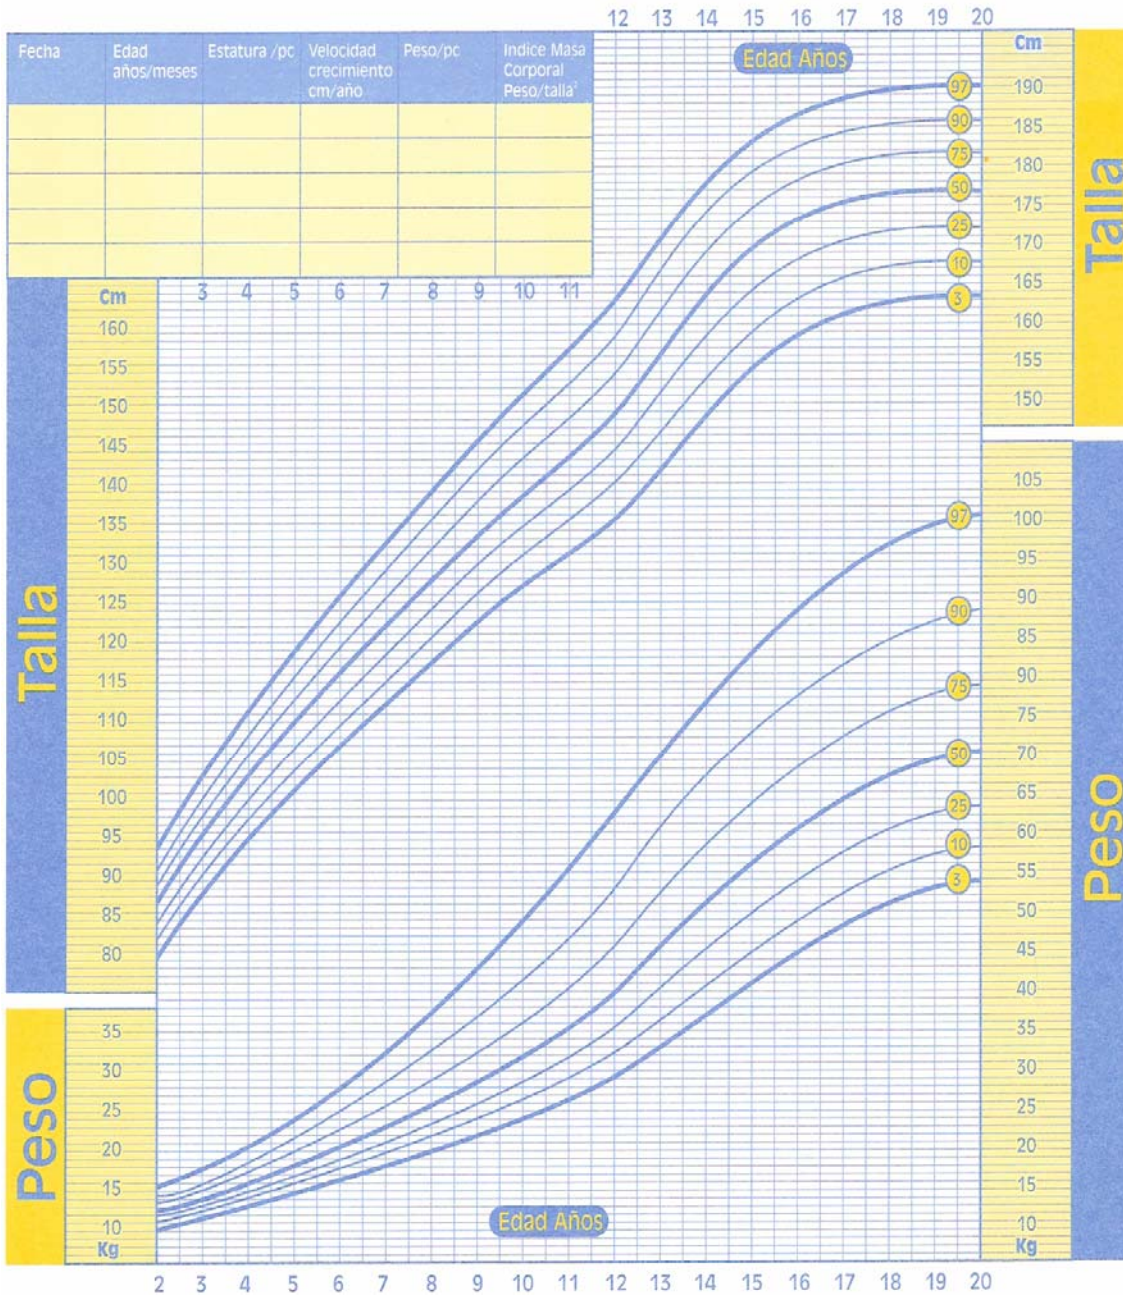 12 13 14 15 16 17 18 19 20
Fecha
Edad
años/meses
Estatura /pc
Velocidad
crecimiento
cm/año
Peso/pc
Indice Masa
Corporal
Peso/talla²
Edad Años
Cm
190
185
180
175
170
165
160
155
150
Talla
97
90
75
50
25
10
3
3 4 5 6 7 8 9 10 11
Talla
Cm
160
155
150
145
140
135
130
125
120
115
110
105
100
95
90
85
80
105
100
95
90
85
80
75
70
65
60
55
50
45
40
35
30
25
20
15
10
Kg
Peso
97
90
75
50
25
10
3
Peso
35
30
25
20
15
10
Kg
Edad Años
2 3 4 5 6 7 8 9 10 11 12 13 14 15 16 17 18 19 20